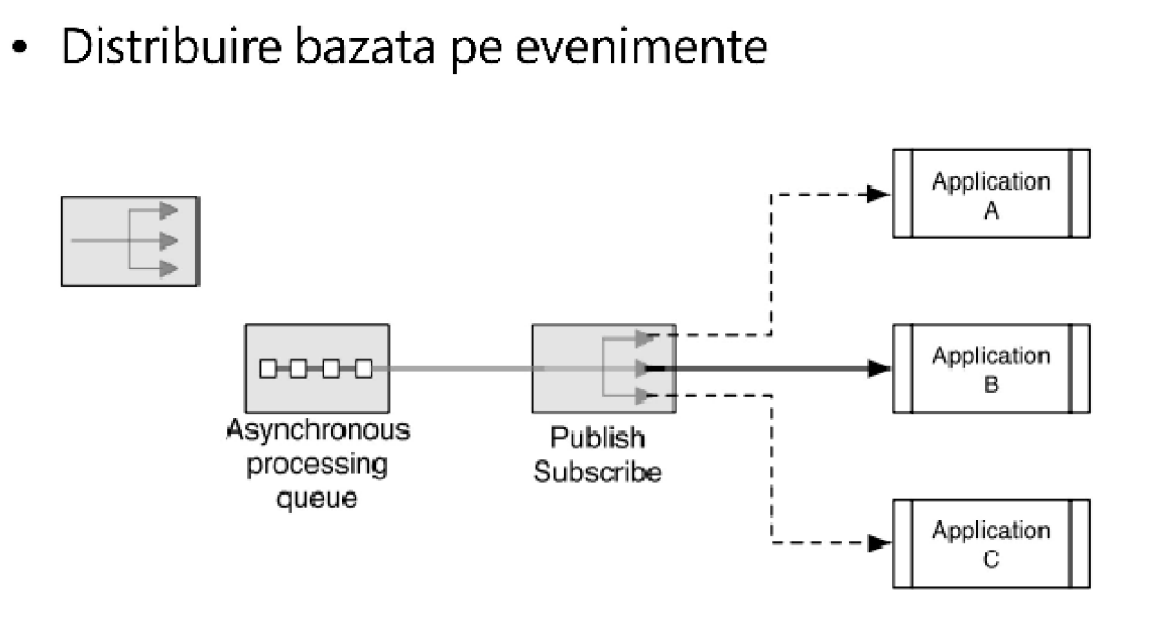 • Distribuire bazata pe evenimente
Application
A
Application
B
Asynchronous
processing
queue
Publish
Subscribe
Application
C